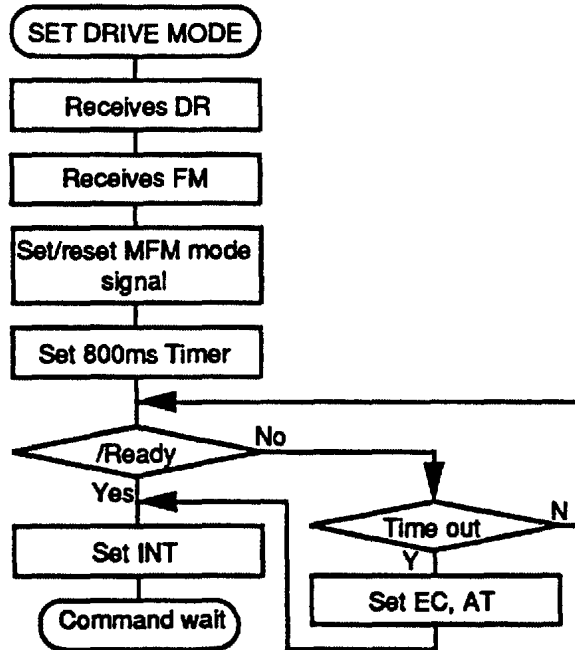 SET DRIVE MODE
Receives DR
Receives FM
Set/reset MFM mode
signal
Set 800ms Timer
/Ready
No
Yes
Time out
N
Y
Set INT
Set EC, AT
Command wait